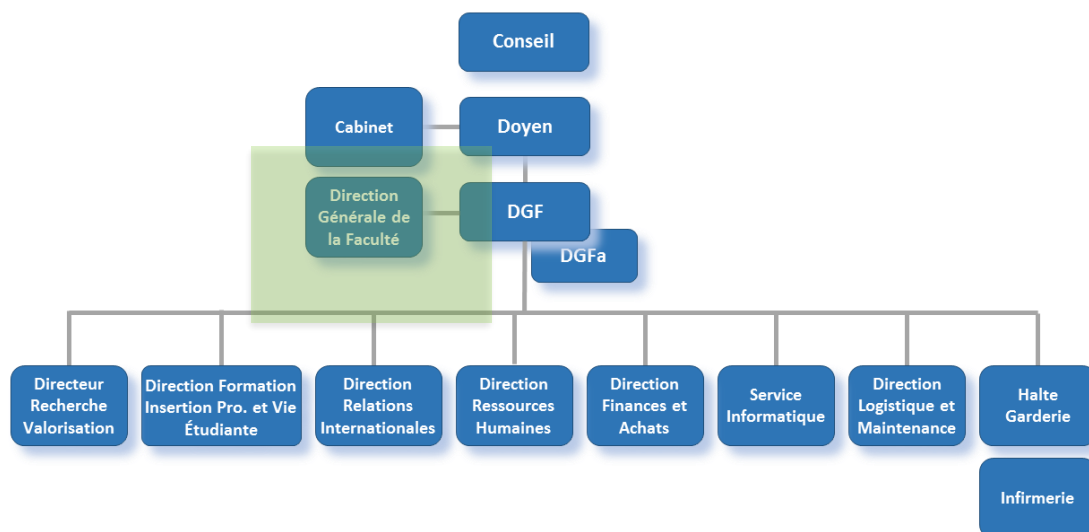 Conseil
Cabinet
Doyen
Direction
Générale de
la Faculté
DGF
DGFa
Directeur
Recherche
Valorisation
Direction Formation
Insertion Pro. et Vie
Étudiante
Direction
Relations
Internationales
Direction
Ressources
Humaines
Direction
Finances et
Achats
Service
Informatique
Direction
Logistique et
Maintenance
Halte
Garderie
Infirmerie